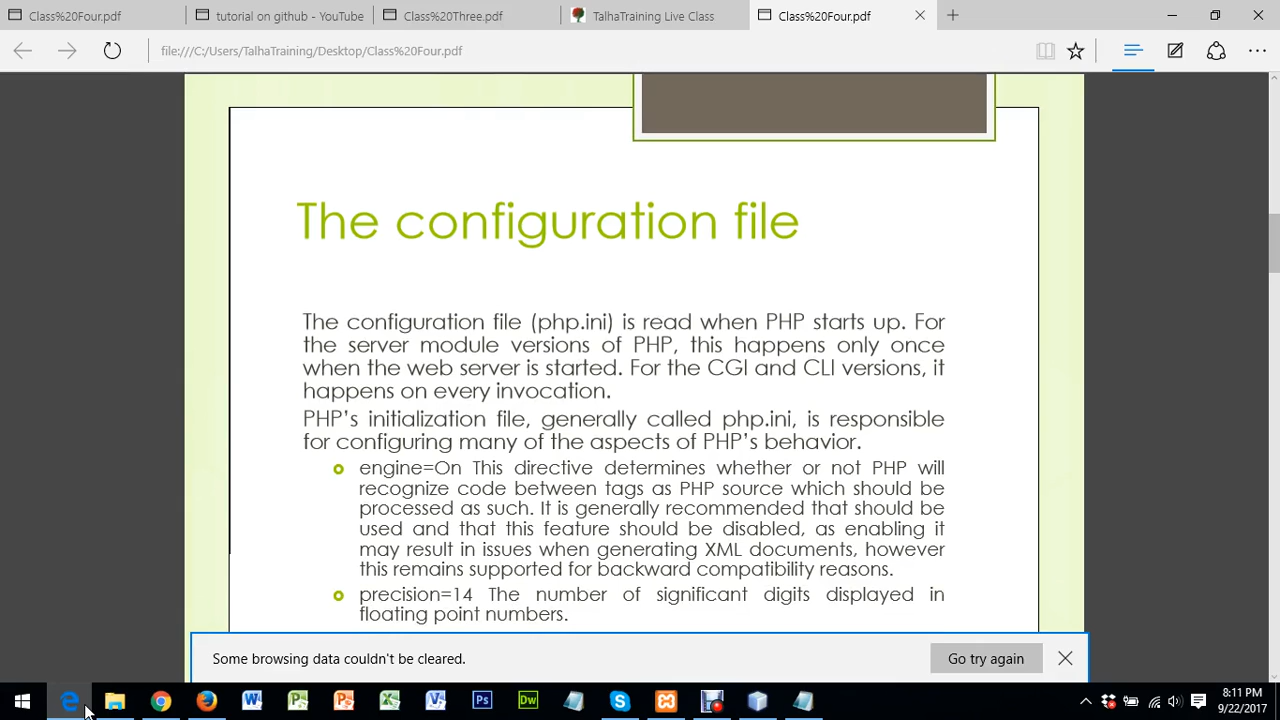 Class%20Four.pdf
tutorial on github - YouTube
Class%20Three.pdf
TalhaTraining Live Class
Class%20Four.pdf
file:///C:/Users/TalhaTraining/Desktop/Class%20Four.pdf
The configuration file
The configuration file (php.ini) is read when PHP starts up. For
the server module versions of PHP, this happens only once
when the web server is started. For the CGI and CLI versions, it
happens on every invocation.
PHP’s initialization file, generally called php.ini, is responsible
for configuring many of the aspects of PHP’s behavior.
engine=On This directive determines whether or not PHP will
recognize code between tags as PHP source which should be
processed as such. It is generally recommended that should be
used and that this feature should be disabled, as enabling it
may result in issues when generating XML documents, however
this remains supported for backward compatibility reasons.
precision=14 The number of significant digits displayed in
floating point numbers.
Some browsing data couldn't be cleared.
Go try again
8:11 PM
9/22/2017